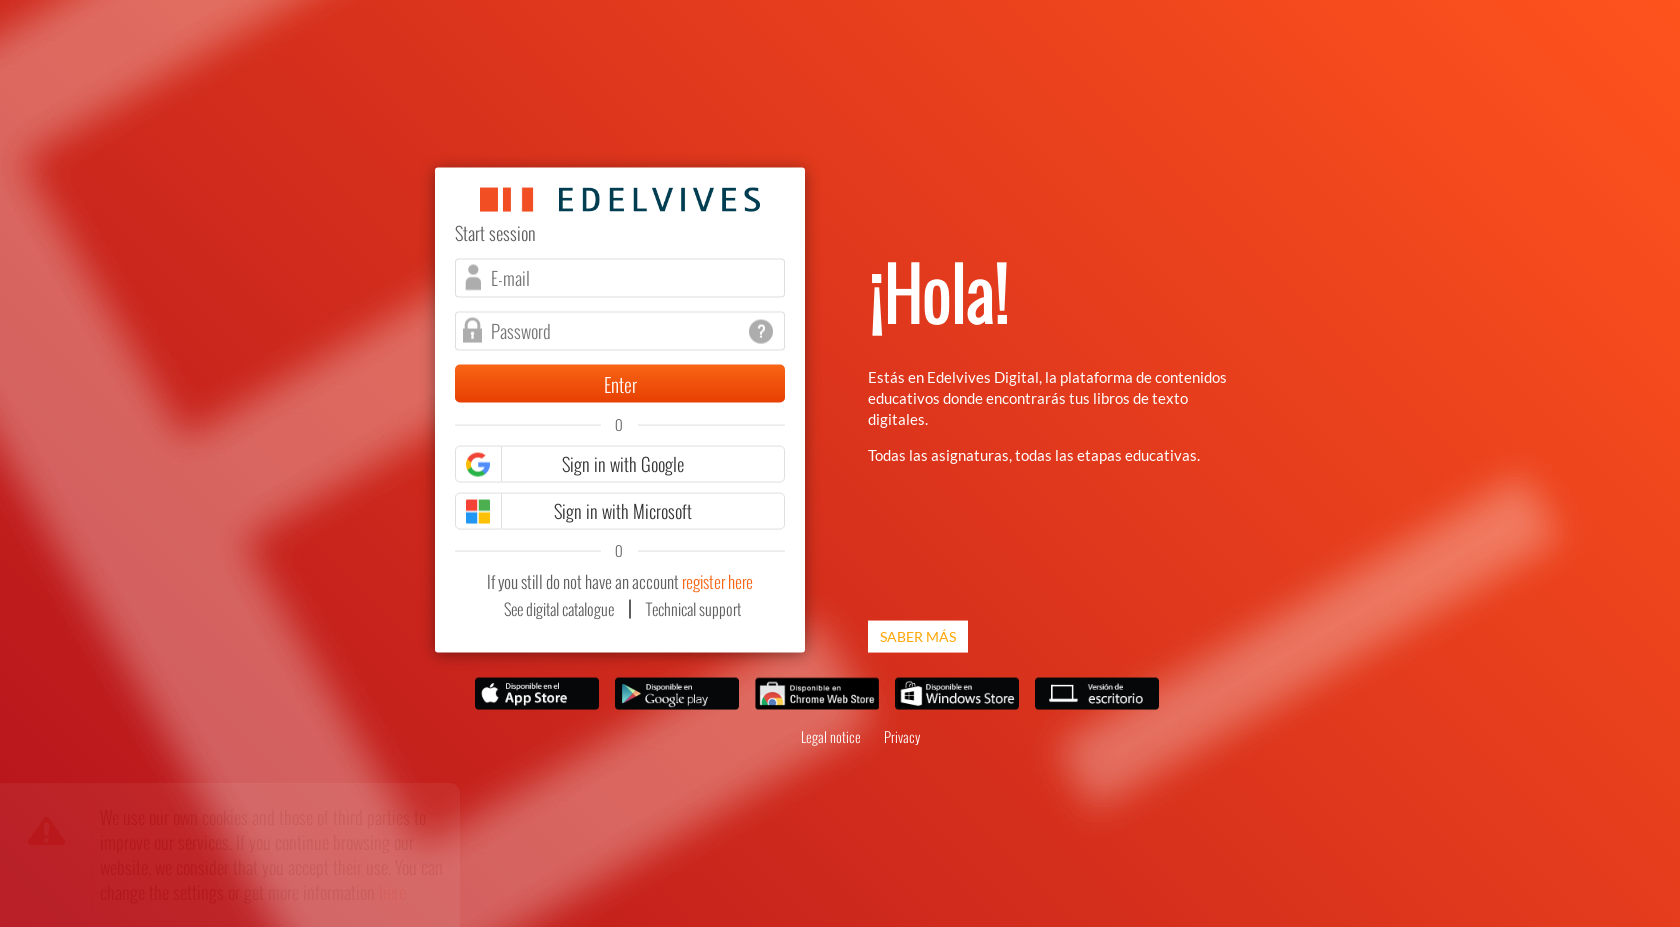 EDELVIVES
Start session
E-mail
Password
?
Enter
O
Sign in with Google
Sign in with Microsoft
O
If you still do not have an account register here
See digital catalogue | Technical support
¡Hola!
Estás en Edelvives Digital, la plataforma de contenidos
educativos donde encontrarás tus libros de texto
digitales.
Todas las asignaturas, todas las etapas educativas.
SABER MÁS
Disponible en el
App Store
Disponible en
Google play
Disponible en
Chrome Web Store
Disponible en
Windows Store
Versión de
escritorio
Legal notice
Privacy
We use our own cookies and those of third parties to
improve our services. If you continue browsing our
website, we consider that you accept their use. You can
change the settings or get more information here